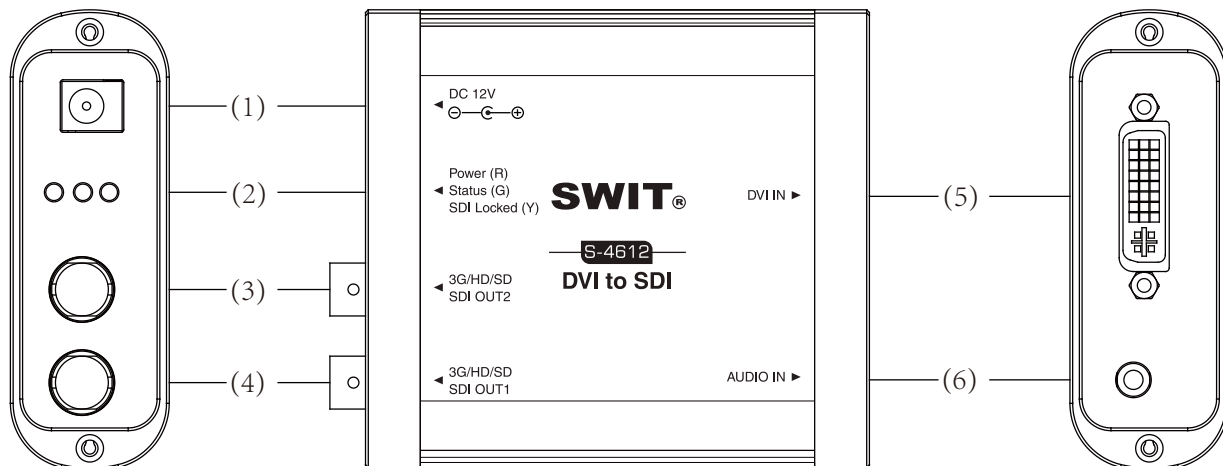 (1)
(2)
(3)
(4)
DC 12V
Power (R)
Status (G)
SDI Locked (Y)
3G/HD/SD
SDI OUT2
3G/HD/SD
SDI OUT1
SWIT®
S-4612
DVI to SDI
DVI IN
AUDIO IN
(5)
(6)